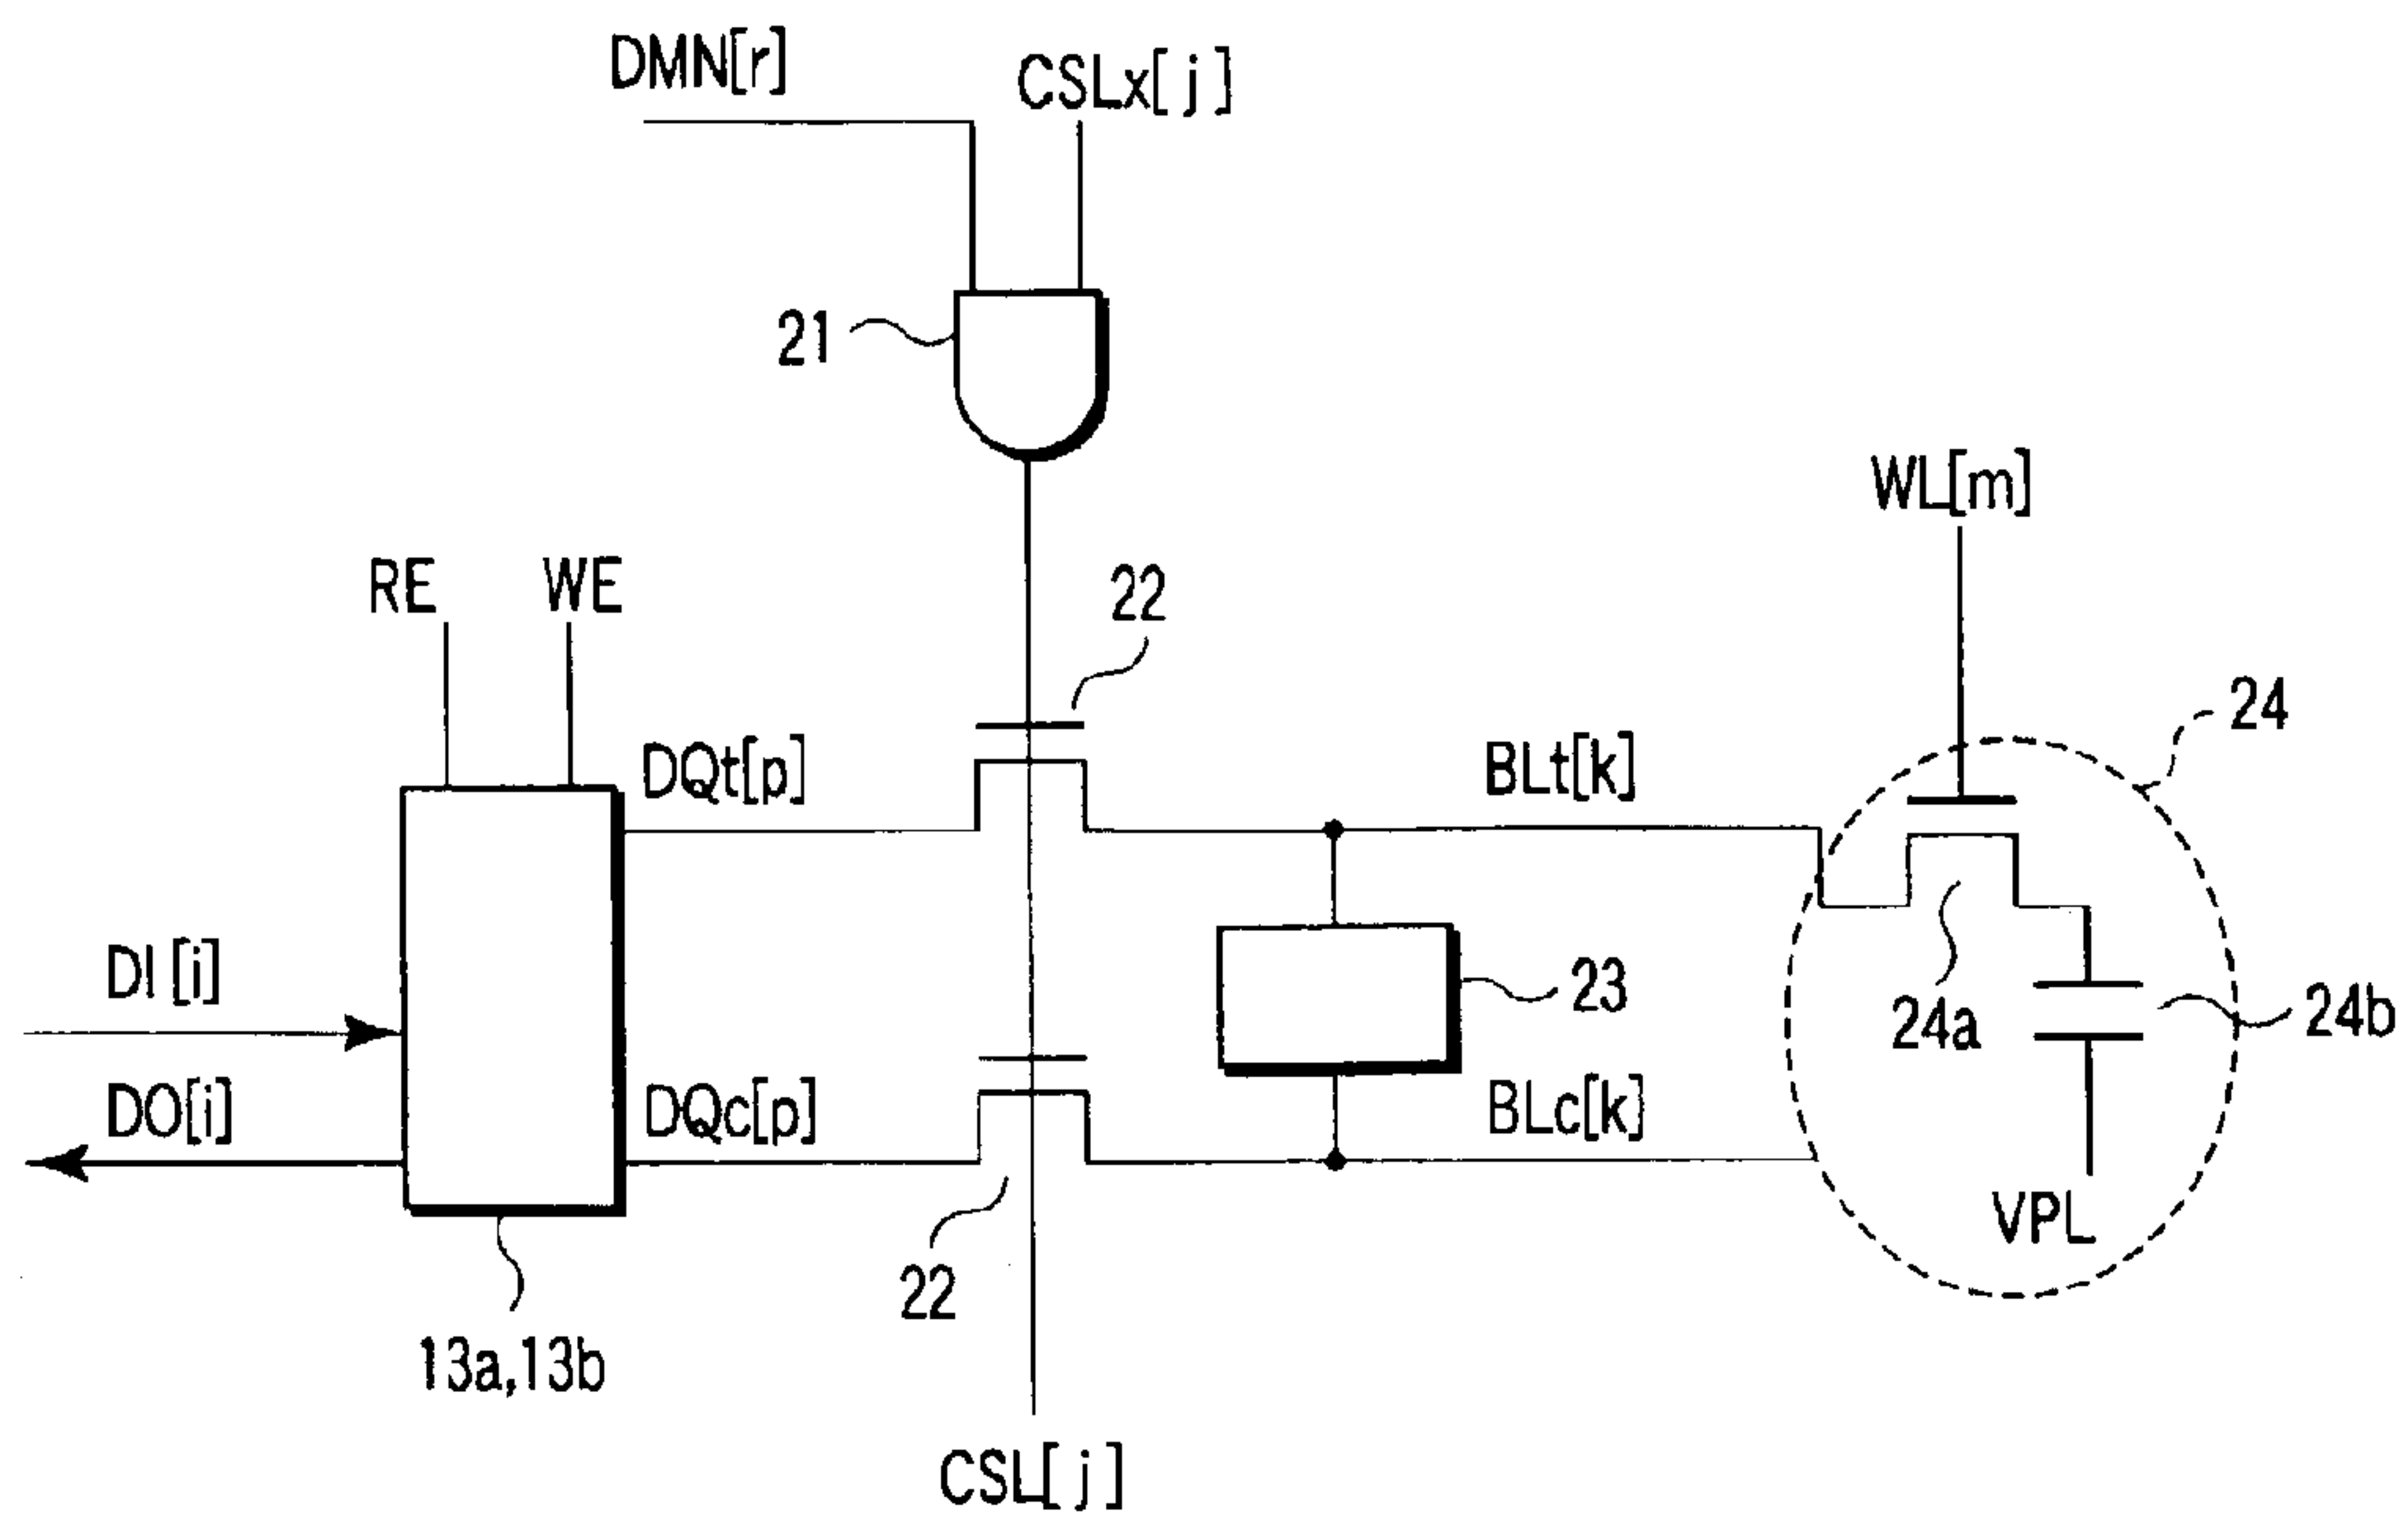 DMN[r]
CSLx[j]
21
WL[m]
RE
WE
22
24
DQt[p]
BLt[k]
DI[i]
23
24a
24b
DO[i]
DQc[p]
BLc[k]
VPL
22
13a,13b
CSL[j]